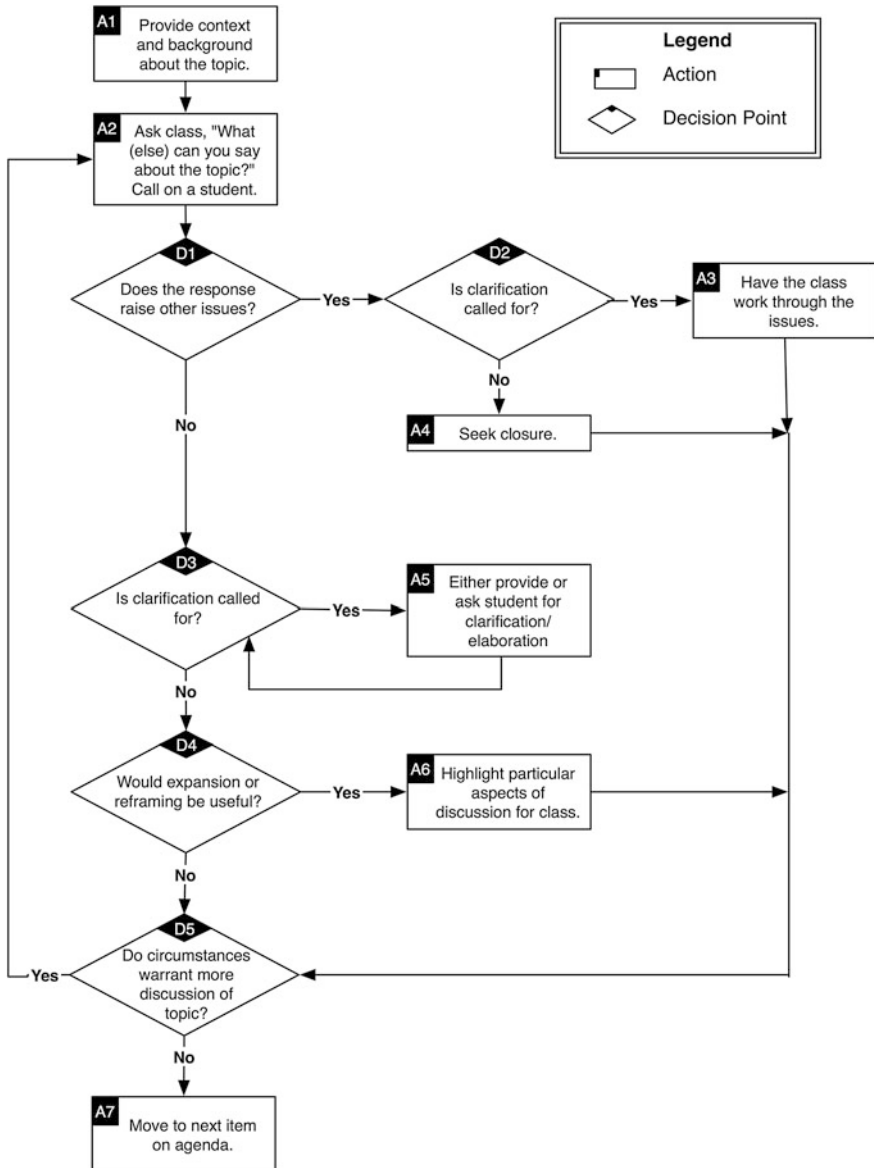 A1
Provide context
and background
about the topic.
Legend
Action
Decision Point
A2
Ask class, "What
(else) can you say
about the topic?"
Call on a student.
D1
Does the response
raise other issues?
Yes
D2
Is clarification
called for?
Yes
A3
Have the class
work through the
issues.
No
A4
Seek closure.
No
D3
Is clarification called
for?
Yes
A5
Either provide or
ask student for
clarification/
elaboration
No
D4
Would expansion or
reframing be useful?
Yes
A6
Highlight particular
aspects of
discussion for class.
No
D5
Do circumstances
warrant more
discussion of
topic?
Yes
No
A7
Move to next item
on agenda.